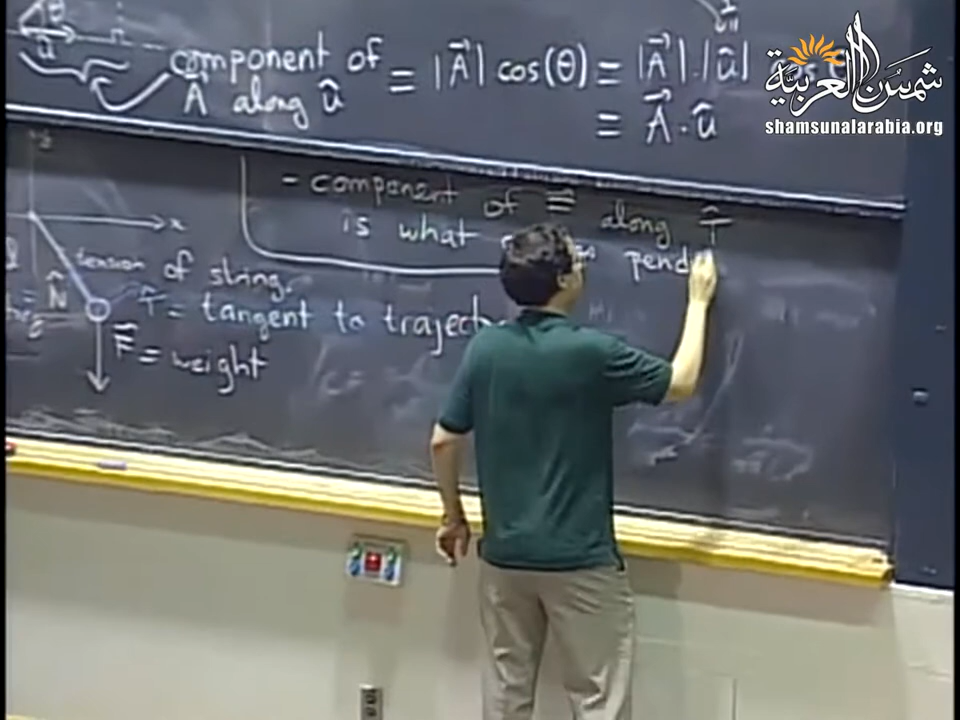 شمس العربية
shamsunalarabia.org
component of
A⃗ along û
≡ |A⃗| cos(θ) = |A⃗|·|û|
= A⃗ · û
- component of F⃗ along T̂
is what pend
x
tension of string.
N̂
T̂ = tangent to traject
F⃗ = weight